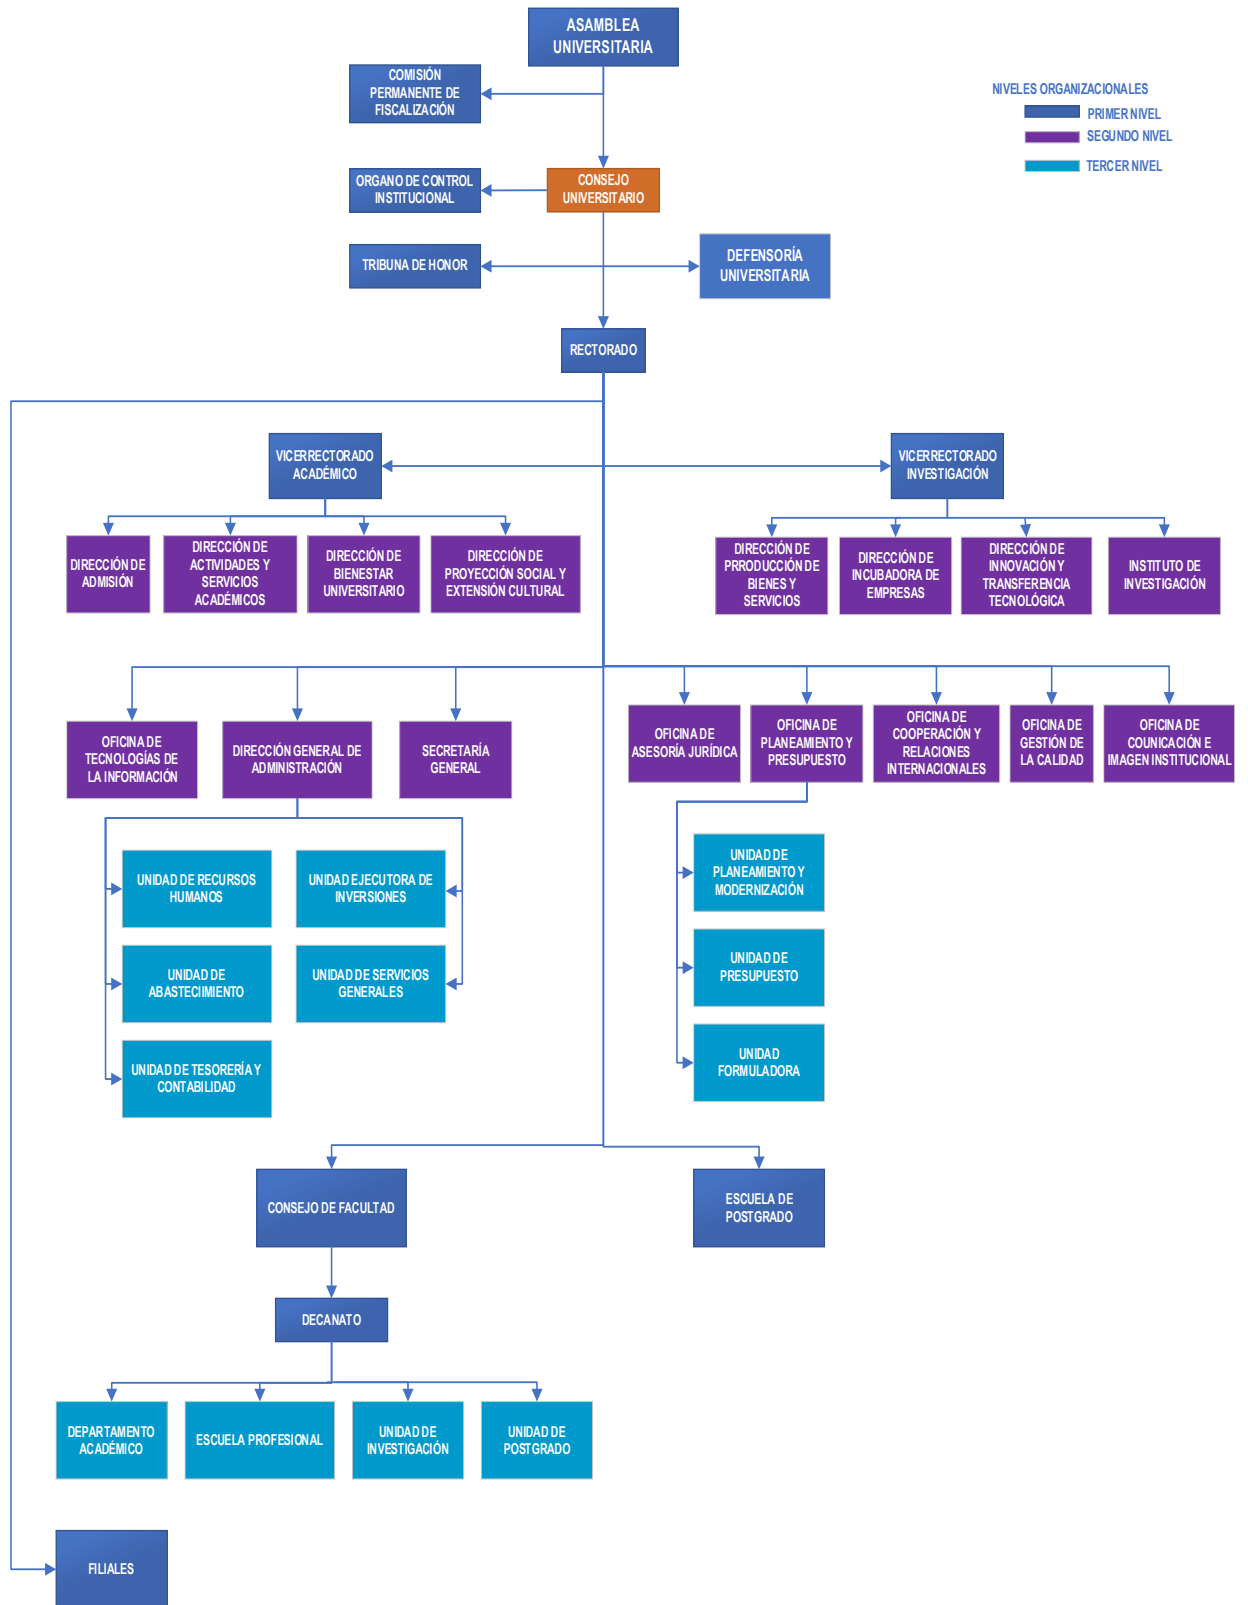 ASAMBLEA
UNIVERSITARIA
COMISIÓN
PERMANENTE DE
FISCALIZACIÓN
NIVELES ORGANIZACIONALES
PRIMER NIVEL
SEGUNDO NIVEL
TERCER NIVEL
ORGANO DE CONTROL
INSTITUCIONAL
CONSEJO
UNIVERSITARIO
TRIBUNA DE HONOR
DEFENSORÍA
UNIVERSITARIA
RECTORADO
VICERRECTORADO
ACADÉMICO
VICERRECTORADO
INVESTIGACIÓN
DIRECCIÓN DE
ADMISIÓN
DIRECCIÓN DE
ACTIVIDADES Y
SERVICIOS
ACADÉMICOS
DIRECCIÓN DE
BIENESTAR
UNIVERSITARIO
DIRECCIÓN DE
PROYECCIÓN SOCIAL Y
EXTENSIÓN CULTURAL
DIRECCIÓN DE
PRRODUCCIÓN DE
BIENES Y
SERVICIOS
DIRECCIÓN DE
INCUBADORA DE
EMPRESAS
DIRECCIÓN DE
INNOVACIÓN Y
TRANSFERENCIA
TECNOLÓGICA
INSTITUTO DE
INVESTIGACIÓN
OFICINA DE
TECNOLOGÍAS DE
LA INFORMACIÓN
DIRECCIÓN GENERAL DE
ADMINISTRACIÓN
SECRETARÍA
GENERAL
OFICINA DE
ASESORÍA JURÍDICA
OFICINA DE
PLANEAMIENTO Y
PRESUPUESTO
OFICINA DE
COOPERACIÓN Y
RELACIONES
INTERNACIONALES
OFICINA DE
GESTIÓN DE
LA CALIDAD
OFICINA DE
COUNICACIÓN E
IMAGEN INSTITUCIONAL
UNIDAD DE RECURSOS
HUMANOS
UNIDAD EJECUTORA DE
INVERSIONES
UNIDAD DE
PLANEAMIENTO Y
MODERNIZACIÓN
UNIDAD DE
ABASTECIMIENTO
UNIDAD DE SERVICIOS
GENERALES
UNIDAD DE
PRESUPUESTO
UNIDAD DE TESORERÍA Y
CONTABILIDAD
UNIDAD
FORMULADORA
CONSEJO DE FACULTAD
ESCUELA DE
POSTGRADO
DECANATO
DEPARTAMENTO
ACADÉMICO
ESCUELA PROFESIONAL
UNIDAD DE
INVESTIGACIÓN
UNIDAD DE
POSTGRADO
FILIALES